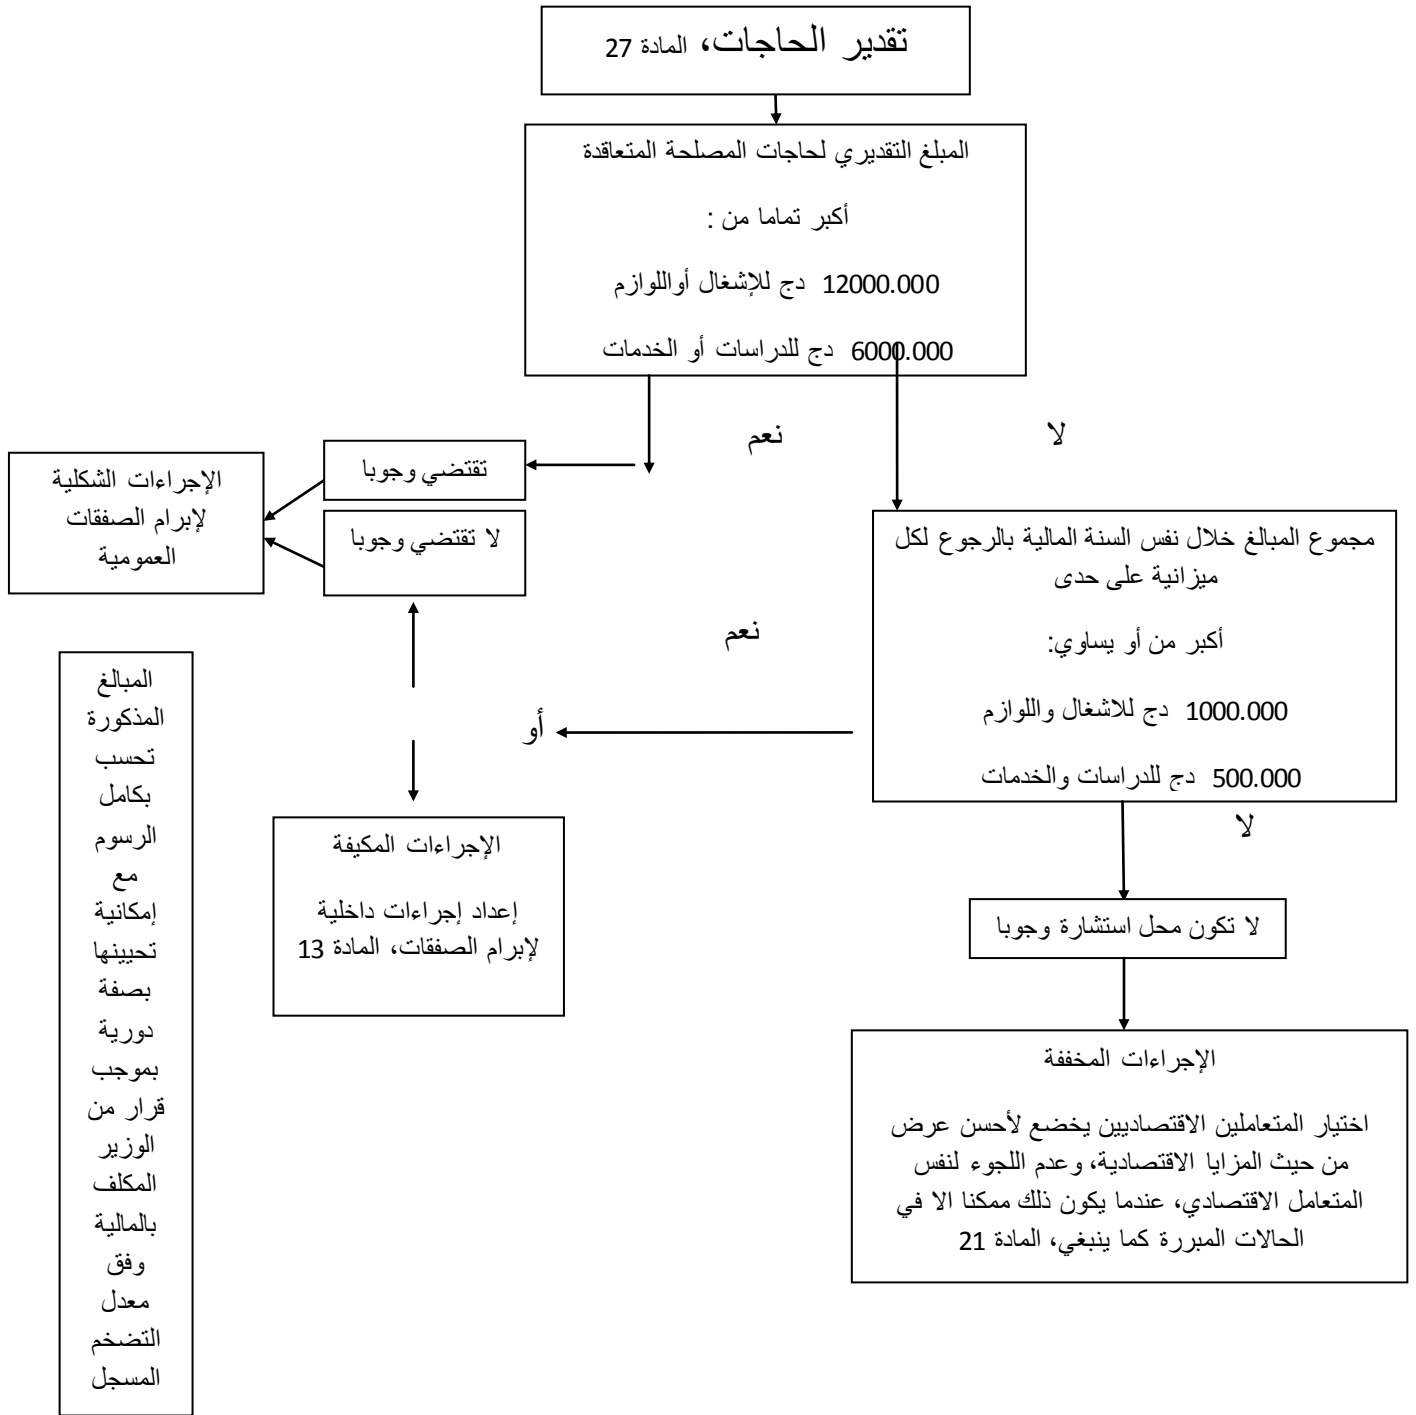 تقدير الحاجات، المادة 27
المبلغ التقديري لحاجات المصلحة المتعاقدة
أكبر تماما من :
12000.000 دج للإشغال أواللوازم
6000.000 دج للدراسات أو الخدمات
لا
نعم
تقتضي وجوبا
لا تقتضي وجوبا
الإجراءات الشكلية
لإبرام الصفقات
العمومية
مجموع المبالغ خلال نفس السنة المالية بالرجوع لكل
ميزانية على حدى
أكبر من أو يساوي:
1000.000 دج للاشغال واللوازم
500.000 دج للدراسات والخدمات
نعم
أو
لا
الإجراءات المكيفة
إعداد إجراءات داخلية
لإبرام الصفقات، المادة 13
لا تكون محل استشارة وجوبا
الإجراءات المخففة
اختيار المتعاملين الاقتصاديين يخضع لأحسن عرض
من حيث المزايا الاقتصادية، وعدم اللجوء لنفس
المتعامل الاقتصادي، عندما يكون ذلك ممكنا الا في
الحالات المبررة كما ينبغي، المادة 21
المبالغ
المذكورة
تحسب
بكامل
الرسوم
مع
إمكانية
تحيينها
بصفة
دورية
بموجب
قرار من
الوزير
المكلف
بالمالية
وفق
معدل
التضخم
المسجل